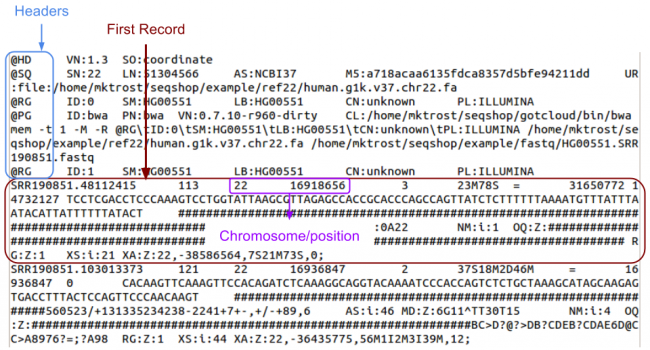 Headers
First Record
@HD VN:1.3 SO:coordinate
@SQ SN:22 LN:51304566 AS:NCBI37 M5:a718acaa6135fdca8357d5bfe94211dd UR
:file:/home/mktrost/seqshop/example/ref22/human.g1k.v37.chr22.fa
@RG ID:0 SM:HG00551 LB:HG00551 CN:unknown PL:ILLUMINA
@PG ID:bwa PN:bwa VN:0.7.10-r960-dirty CL:/home/mktrost/seqshop/gotcloud/bin/bwa
mem -t 1 -M -R @RG\tID:0\tSM:HG00551\tLB:HG00551\tCN:unknown\tPL:ILLUMINA /home/mktrost/se
qshop/example/ref22/human.g1k.v37.chr22.fa /home/mktrost/seqshop/example/fastq/HG00551.SRR
190851.fastq
@RG ID:1 SM:HG00551 LB:HG00551 CN:unknown PL:ILLUMINA
SRR190851.48112415 113 22 16918656 3 23M78S = 31650772 1
4732127 TCCTCGACCTCCCAAAGTCCTGGTATTAAGCGTTAGAGCCACCGCACCCAGCCAGTTATCTCTTTTTTAAAATGTTTATTTA
ATACATTATTTTTTATACT ####################################################################
################################ :0A22 NM:i:1 OQ:Z:#############
################################ Chromosome/position ################################ R
G:Z:1 XS:i:21 XA:Z:22,-38586564,7S21M73S,0;
SRR190851.103013373 121 22 16936847 2 37S18M2D46M = 16
936847 0 CACAAGTTCAAAGTTCCACAGATCTCAAAGGCAGGTACAAAATCCCACCAGTCTCTGCTAAAGCATAGCAAGAG
TGACCTTTACTCCAGTTCCCAACAAGT ############################################################
#####560523/+131335234238-2241+7+-,+/-+89,6 AS:i:46 MD:Z:6G11^TT30T15 NM:i:4 OQ
:Z:##########################################################BC>D?@?>DB?CDEB?CDAE6D@C
CC>A8976?=;?A98 RG:Z:1 XS:i:44 XA:Z:22,-36435775,56M1I2M3I39M,12;